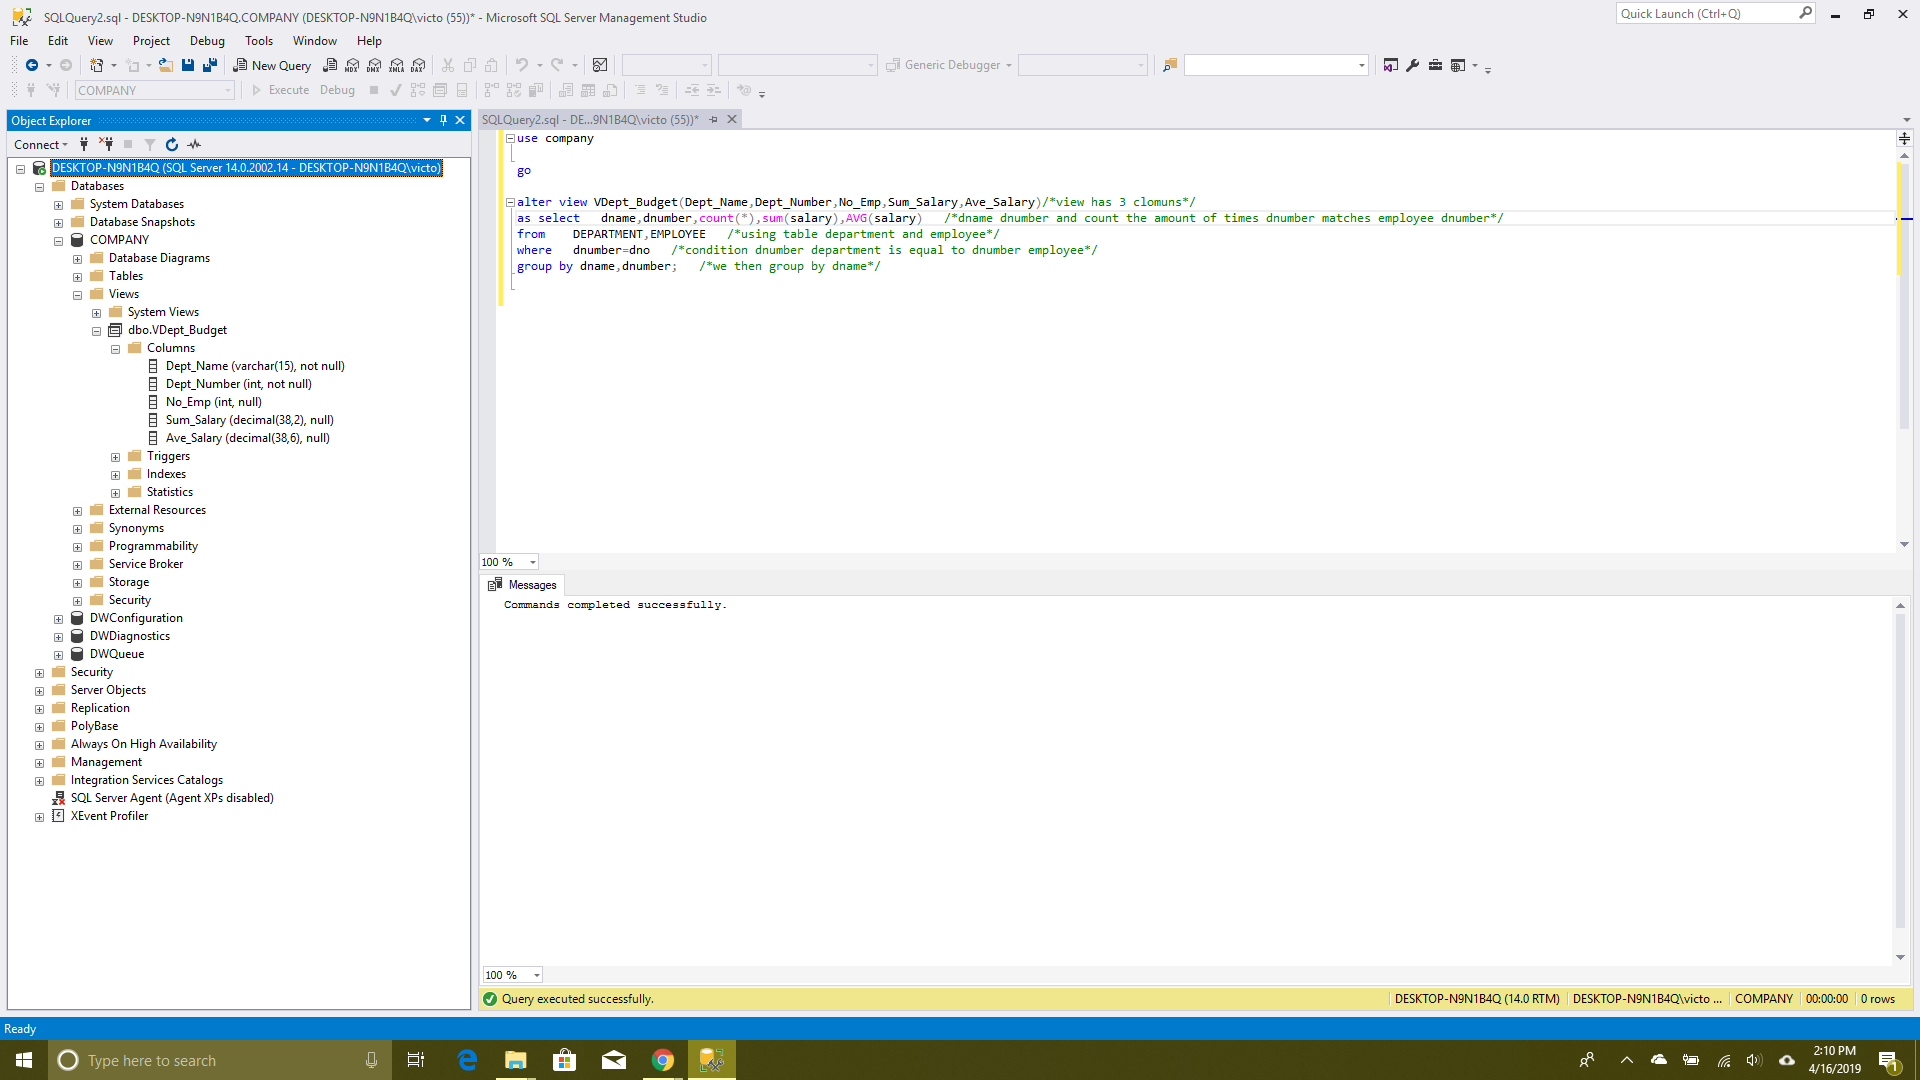 SQLQuery2.sql - DESKTOP-N9N1B4Q.COMPANY (DESKTOP-N9N1B4Q\victo (55))* - Microsoft SQL Server Management Studio
Quick Launch (Ctrl+Q)
File Edit View Project Debug Tools Window Help
New Query
MDX DMX XMLA DAX
Generic Debugger
COMPANY
Execute Debug
Object Explorer
SQLQuery2.sql - DE...9N1B4Q\victo (55))*
Connect
DESKTOP-N9N1B4Q (SQL Server 14.0.2002.14 - DESKTOP-N9N1B4Q\victo)
Databases
System Databases
Database Snapshots
COMPANY
Database Diagrams
Tables
Views
System Views
dbo.VDept_Budget
Columns
Dept_Name (varchar(15), not null)
Dept_Number (int, not null)
No_Emp (int, null)
Sum_Salary (decimal(38,2), null)
Ave_Salary (decimal(38,6), null)
Triggers
Indexes
Statistics
External Resources
Synonyms
Programmability
Service Broker
Storage
Security
DWConfiguration
DWDiagnostics
DWQueue
Security
Server Objects
Replication
PolyBase
Always On High Availability
Management
Integration Services Catalogs
SQL Server Agent (Agent XPs disabled)
XEvent Profiler
use company
go
alter view VDept_Budget(Dept_Name,Dept_Number,No_Emp,Sum_Salary,Ave_Salary)/*view has 3 clomuns*/
as select dname,dnumber,count(*),sum(salary),AVG(salary) /*dname dnumber and count the amount of times dnumber matches employee dnumber*/
from DEPARTMENT,EMPLOYEE /*using table department and employee*/
where dnumber=dno /*condition dnumber department is equal to dnumber employee*/
group by dname,dnumber; /*we then group by dname*/
100 %
Messages
Commands completed successfully.
100 %
Query executed successfully.
DESKTOP-N9N1B4Q (14.0 RTM) DESKTOP-N9N1B4Q\victo ... COMPANY 00:00:00 0 rows
Ready
Type here to search
2:10 PM
4/16/2019
1